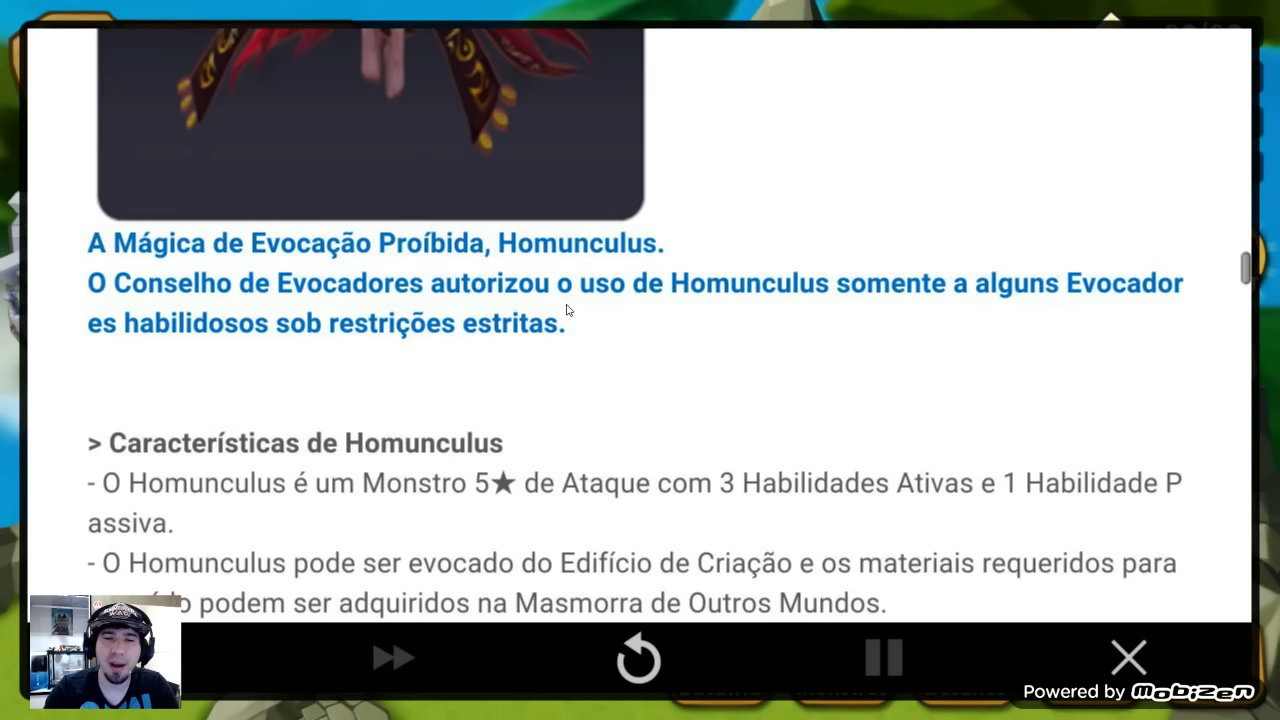 A Mágica de Evocação Proíbida, Homunculus.
O Conselho de Evocadores autorizou o uso de Homunculus somente a alguns Evocador
es habilidosos sob restrições estritas.
> Características de Homunculus
- O Homunculus é um Monstro 5★ de Ataque com 3 Habilidades Ativas e 1 Habilidade P
assiva.
- O Homunculus pode ser evocado do Edifício de Criação e os materiais requeridos para
podem ser adquiridos na Masmorra de Outros Mundos.
Powered by mobizen